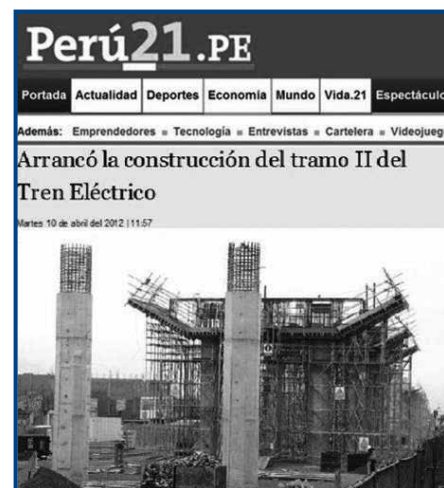 Perú21.PE
Portada Actualidad Deportes Economía Mundo Vida.21 Espectáculo
Además: Emprendedores Tecnología Entrevistas Cartelera Videojueg
Arrancó la construcción del tramo II del
Tren Eléctrico
Martes 10 de abril del 2012 | 11:57